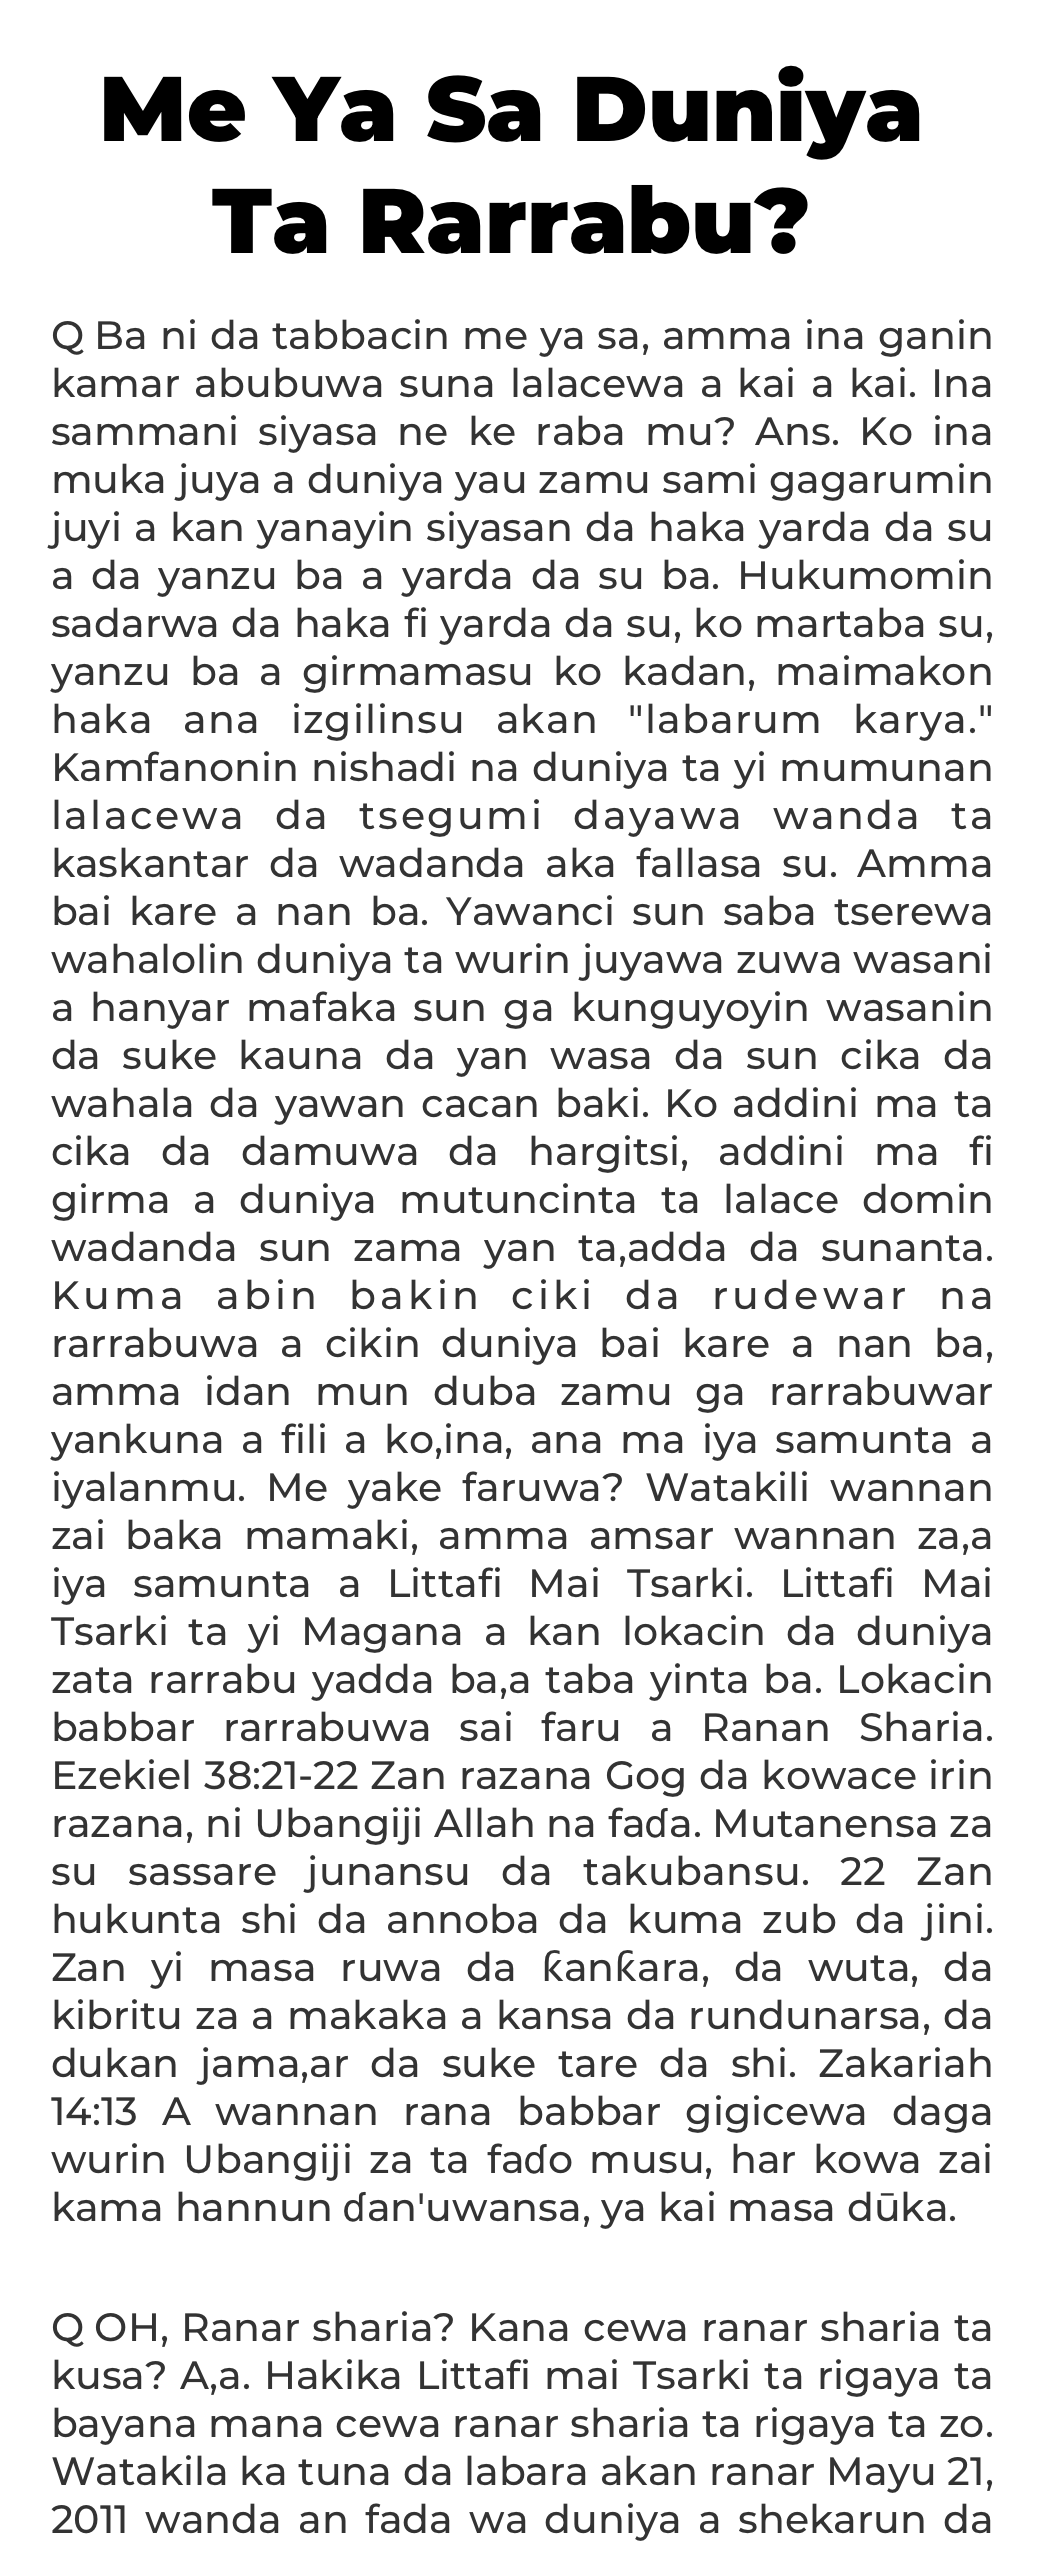 Me Ya Sa Duniya
Ta Rarrabu?
Q Ba ni da tabbacin me ya sa, amma ina ganin
kamar abubuwa suna lalacewa a kai a kai. Ina
sammani siyasa ne ke raba mu? Ans. Ko ina
muka juya a duniya yau zamu sami gagarumin
juyi a kan yanayin siyasan da haka yarda da su
a da yanzu ba a yarda da su ba. Hukumomin
sadarwa da haka fi yarda da su, ko martaba su,
yanzu ba a girmamasu ko kadan, maimakon
haka ana izgilinsu akan "labarum karya."
Kamfanonin nishadi na duniya ta yi mumunan
lalacewa da tsegumi dayawa wanda ta
kaskantar da wadanda aka fallasa su. Amma
bai kare a nan ba. Yawanci sun saba tserewa
wahalolin duniya ta wurin juyawa zuwa wasani
a hanyar mafaka sun ga kunguyoyin wasanin
da suke kauna da yan wasa da sun cika da
wahala da yawan cacan baki. Ko addini ma ta
cika da damuwa da hargitsi, addini ma fi
girma a duniya mutuncinta ta lalace domin
wadanda sun zama yan ta,adda da sunanta.
Kuma abin bakin ciki da rudewar na
rarrabuwa a cikin duniya bai kare a nan ba,
amma idan mun duba zamu ga rarrabuwar
yankuna a fili a ko,ina, ana ma iya samunta a
iyalanmu. Me yake faruwa? Watakili wannan
zai baka mamaki, amma amsar wannan za,a
iya samunta a Littafi Mai Tsarki. Littafi Mai
Tsarki ta yi Magana a kan lokacin da duniya
zata rarrabu yadda ba,a taba yinta ba. Lokacin
babbar rarrabuwa sai faru a Ranan Sharia.
Ezekiel 38:21-22 Zan razana Gog da kowace irin
razana, ni Ubangiji Allah na faɗa. Mutanensa za
su sassare junansu da takubansu. 22 Zan
hukunta shi da annoba da kuma zub da jini.
Zan yi masa ruwa da ƙanƙara, da wuta, da
kibritu za a makaka a kansa da rundunarsa, da
dukan jama,ar da suke tare da shi. Zakariah
14:13 A wannan rana babbar gigicewa daga
wurin Ubangiji za ta faɗo musu, har kowa zai
kama hannun ɗan'uwansa, ya kai masa dūka.
Q OH, Ranar sharia? Kana cewa ranar sharia ta
kusa? A,a. Hakika Littafi mai Tsarki ta rigaya ta
bayana mana cewa ranar sharia ta rigaya ta zo.
Watakila ka tuna da labara akan ranar Mayu 21,
2011 wanda an fada wa duniya a shekarun da